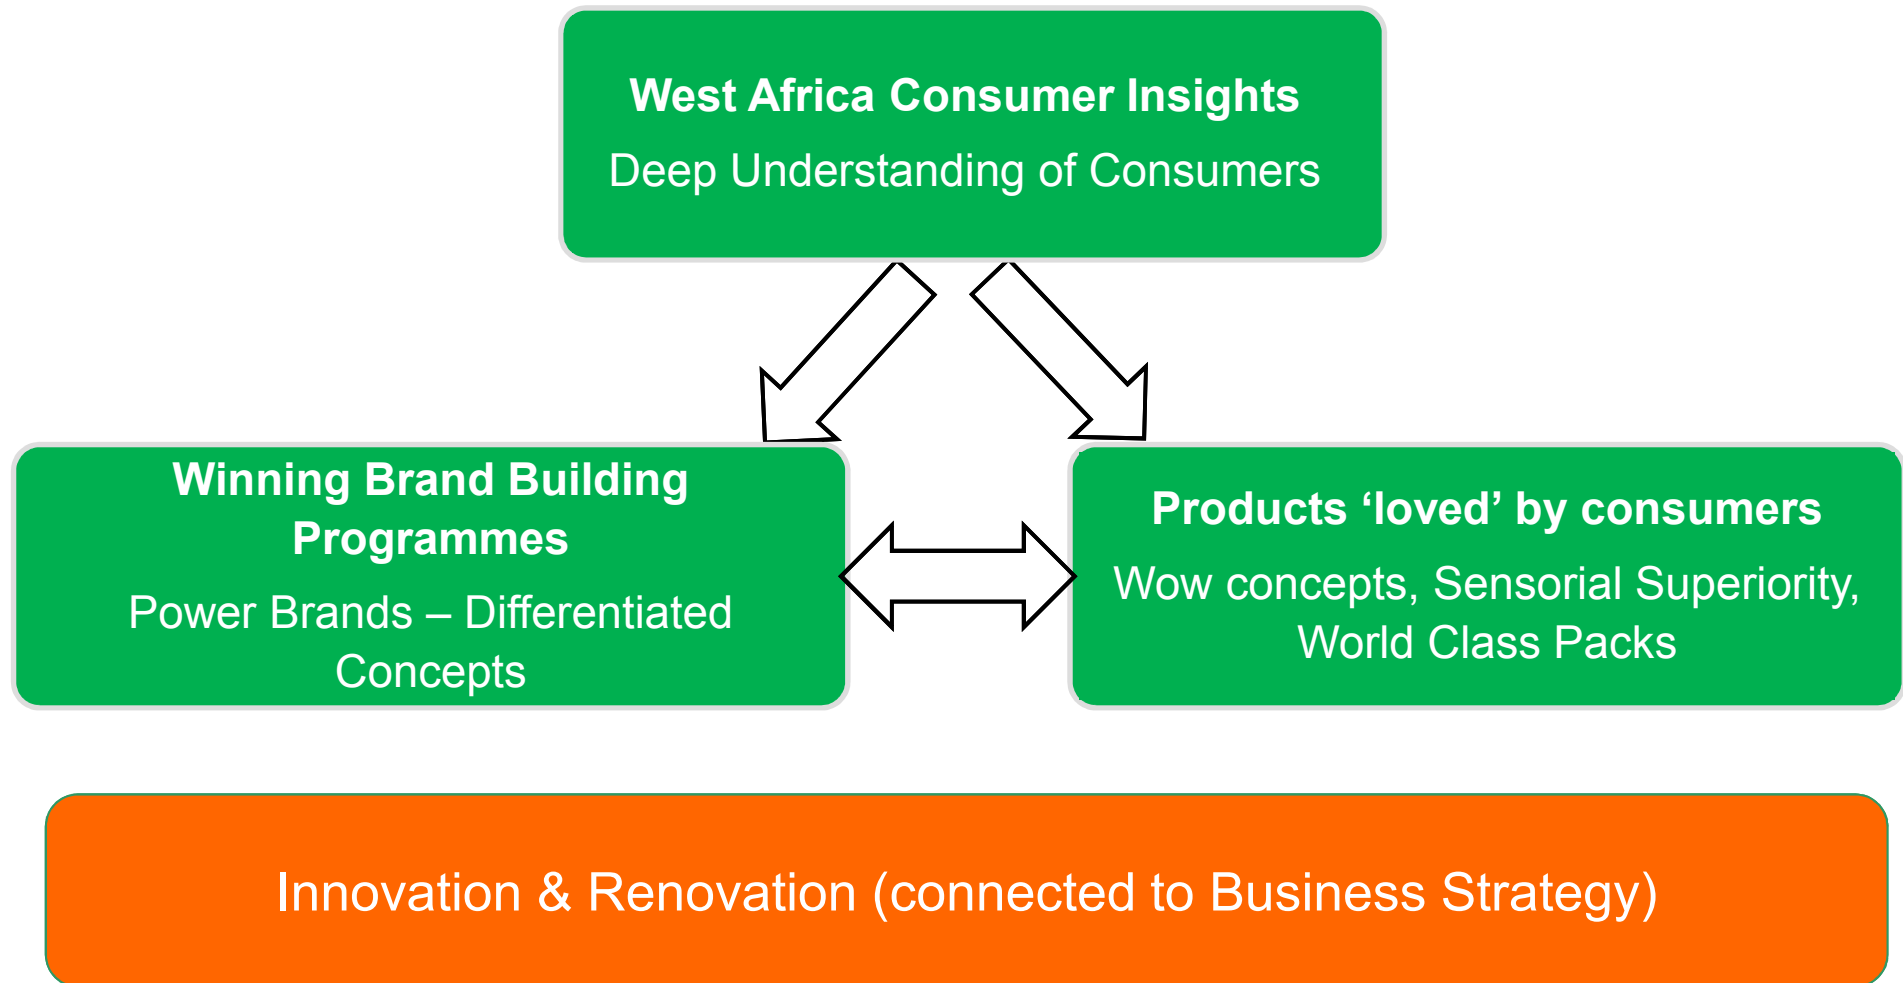 West Africa Consumer Insights
Deep Understanding of Consumers
Winning Brand Building
Programmes
Power Brands – Differentiated
Concepts
Products ‘loved’ by consumers
Wow concepts, Sensorial Superiority,
World Class Packs
Innovation & Renovation (connected to Business Strategy)